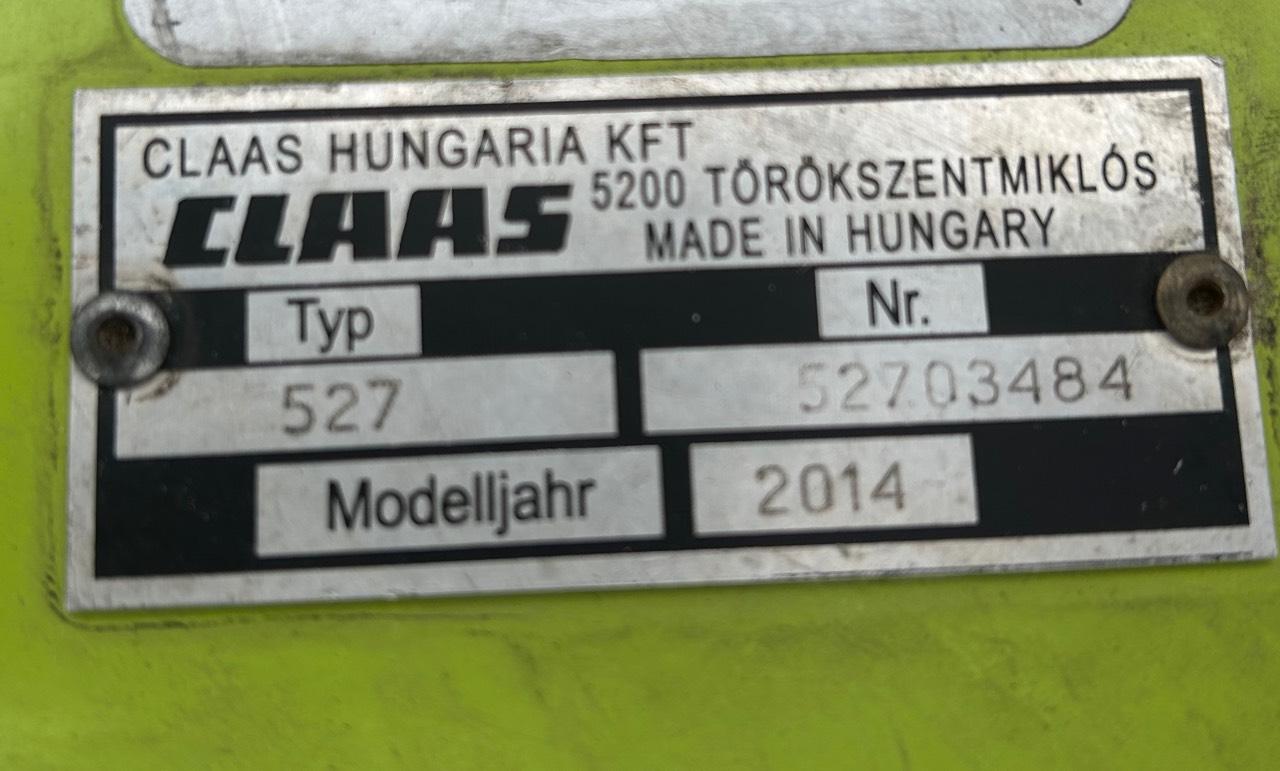 CLAAS HUNGARIA KFT
CLAAS 5200 TÖRÖKSZENTMIKLÓS
MADE IN HUNGARY
Typ Nr.
527 52703484
Modelljahr 2014